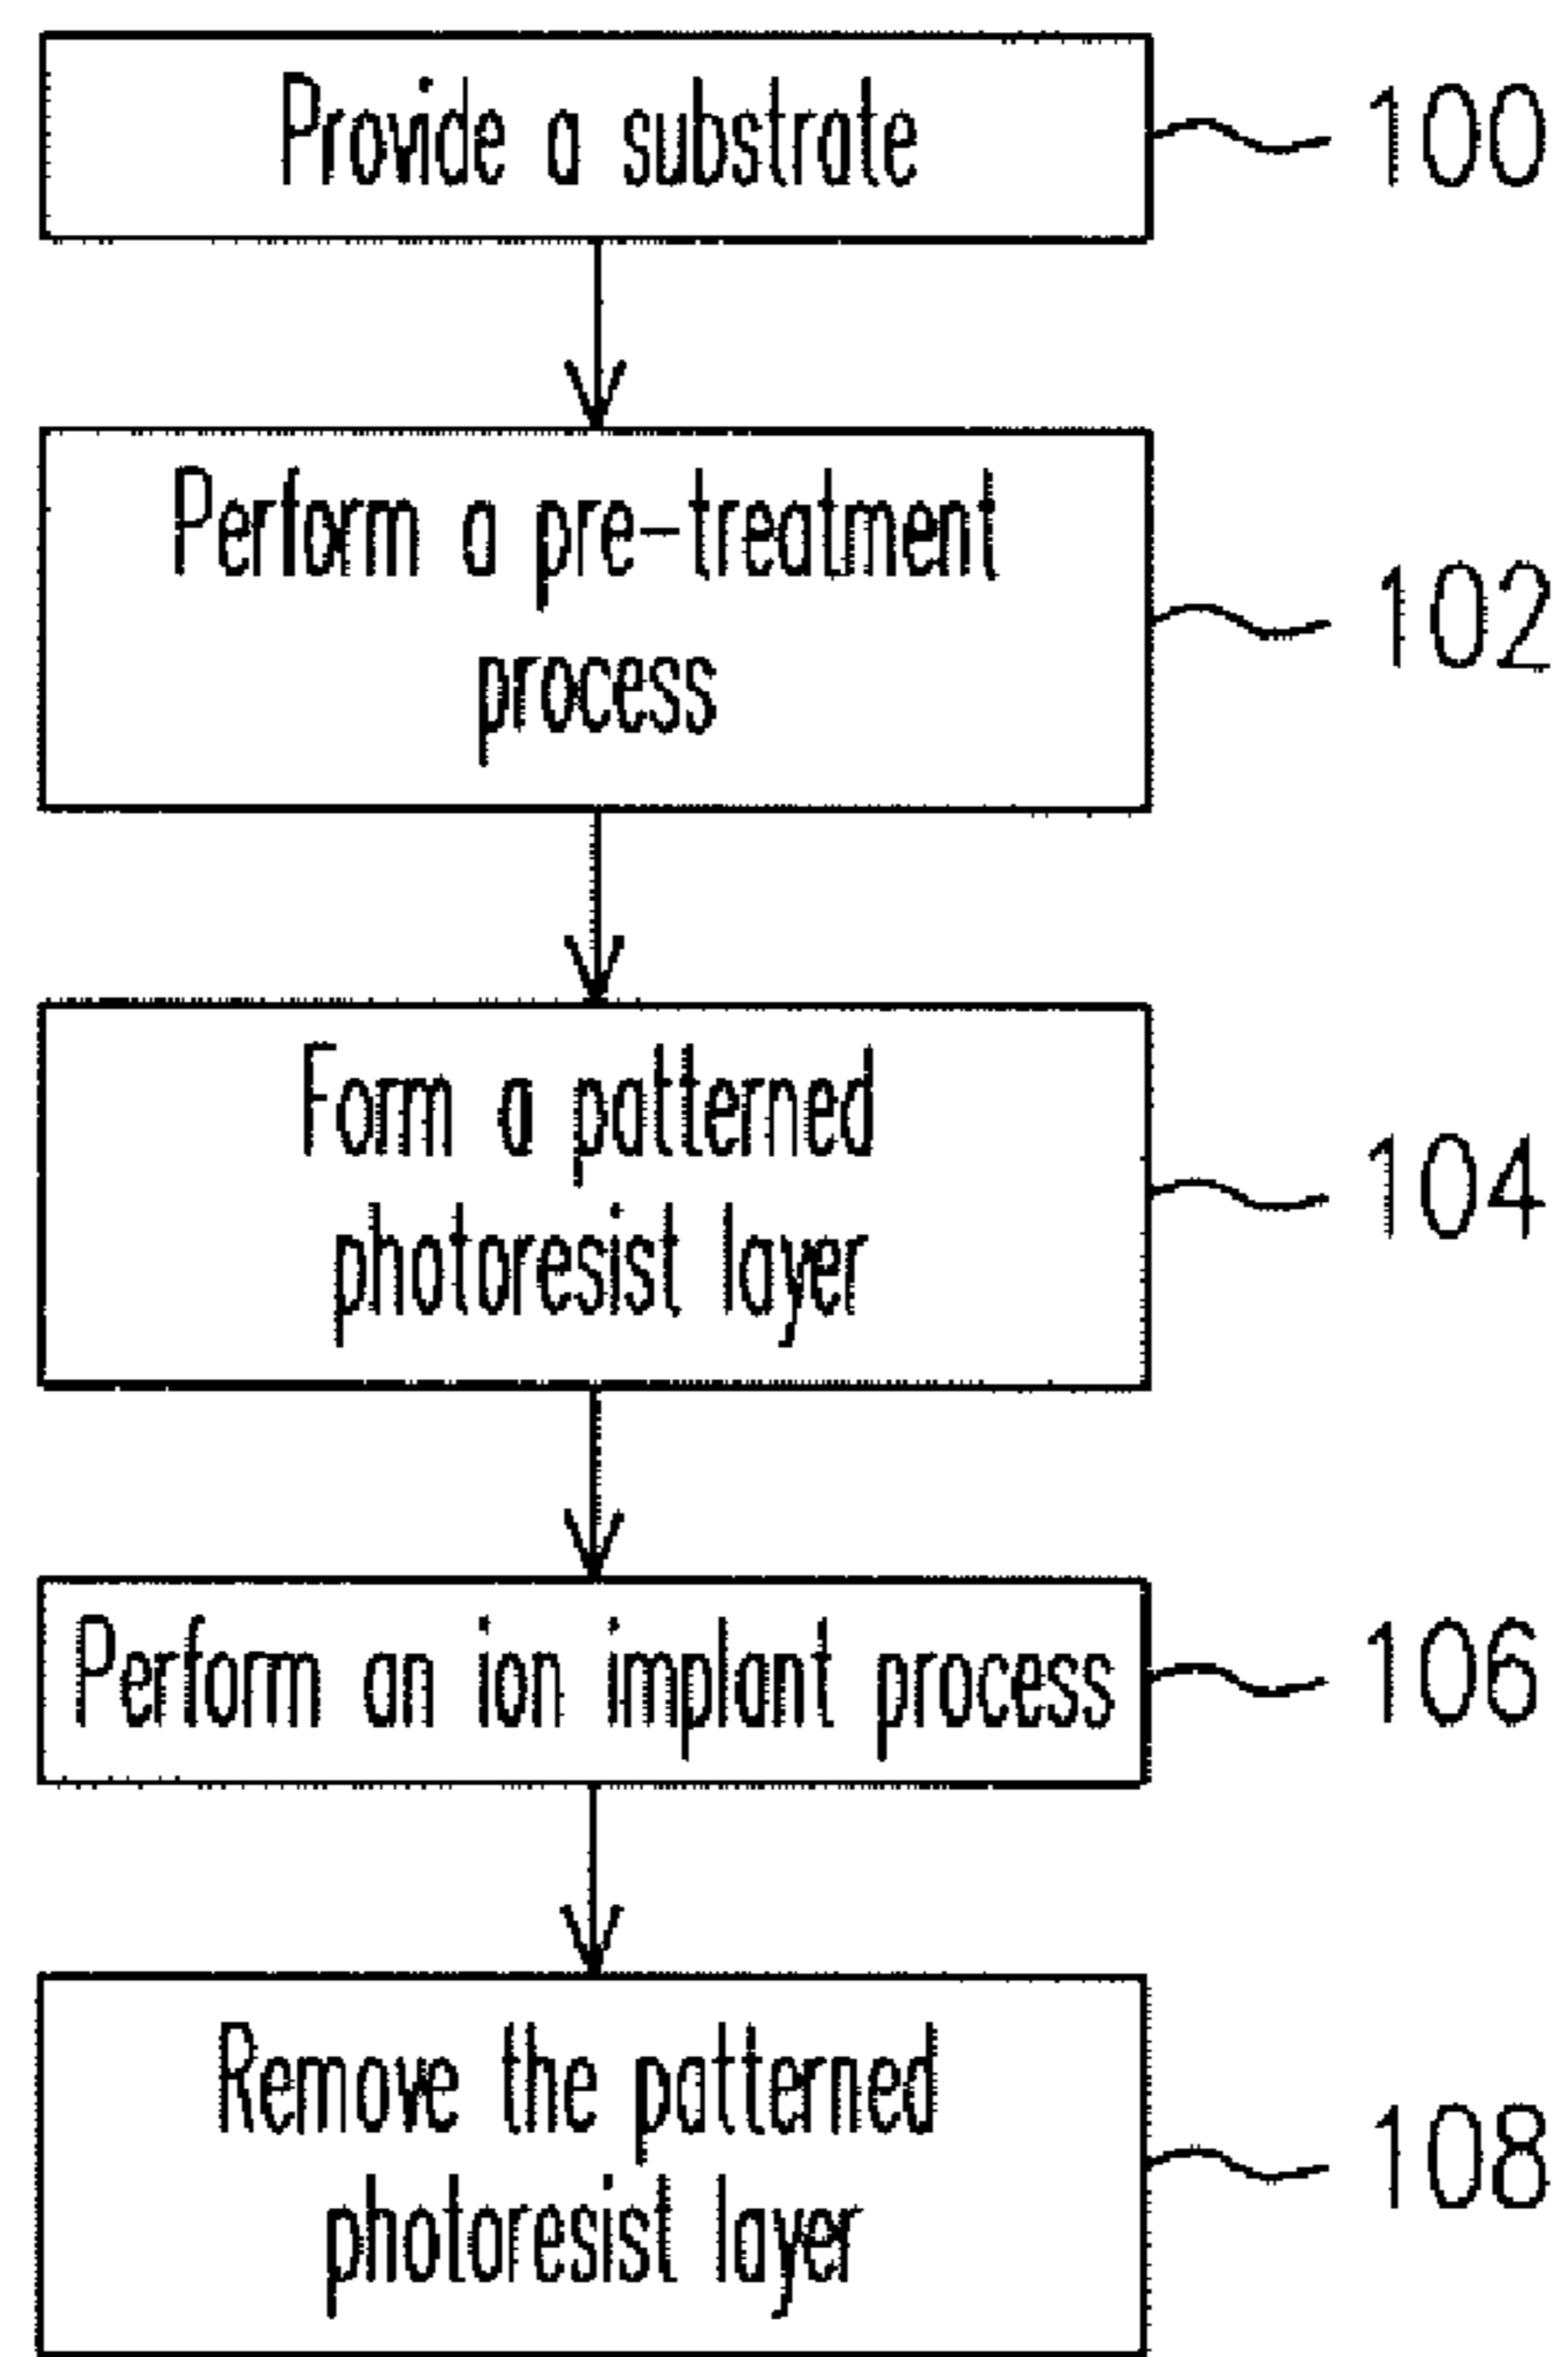 Provide a substrate
100
Perform a pre-treatment
process
102
Form a patterned
photoresist layer
104
Perform an ion implant process
106
Remove the patterned
photoresist layer
108